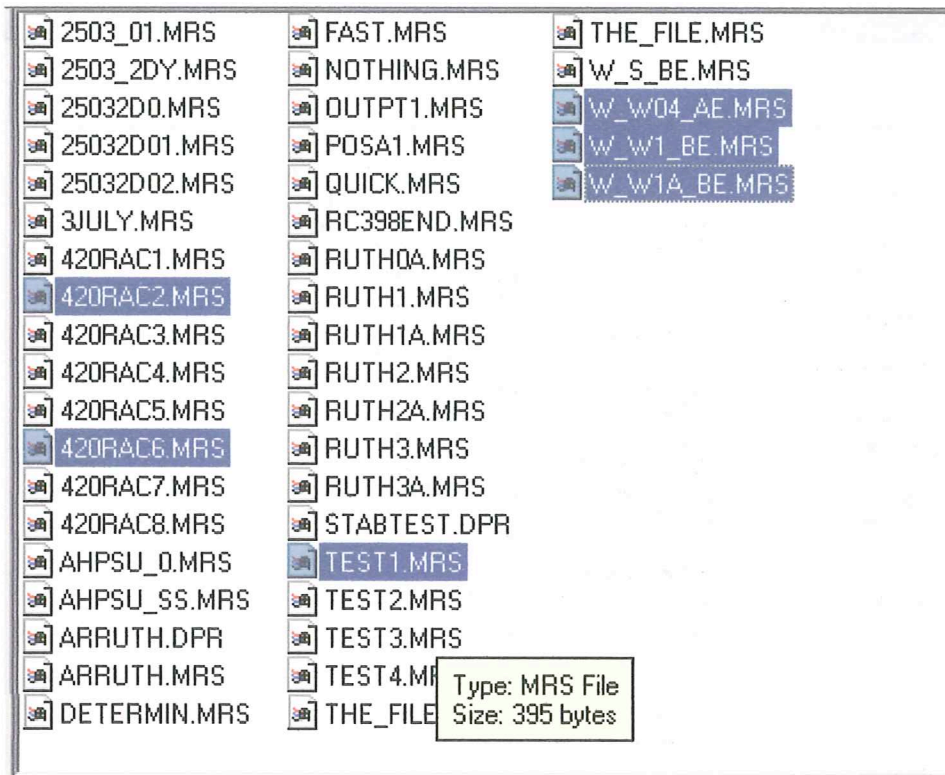 2503_01.MRS
2503_2DY.MRS
25032D0.MRS
25032D01.MRS
25032D02.MRS
3JULY.MRS
420RAC1.MRS
420RAC2.MRS
420RAC3.MRS
420RAC4.MRS
420RAC5.MRS
420RAC6.MRS
420RAC7.MRS
420RAC8.MRS
AHPSU_0.MRS
AHPSU_SS.MRS
ARRUTH.DPR
ARRUTH.MRS
DETERMIN.MRS
FAST.MRS
NOTHING.MRS
OUTPT1.MRS
POSA1.MRS
QUICK.MRS
RC398END.MRS
RUTH0A.MRS
RUTH1.MRS
RUTH1A.MRS
RUTH2.MRS
RUTH2A.MRS
RUTH3.MRS
RUTH3A.MRS
STABTEST.DPR
TEST1.MRS
TEST2.MRS
TEST3.MRS
TEST4.M
THE_FILE
THE_FILE.MRS
W_S_BE.MRS
W_W04_AE.MRS
W_W1_BE.MRS
W_W1A_BE.MRS
Type: MRS File
Size: 395 bytes